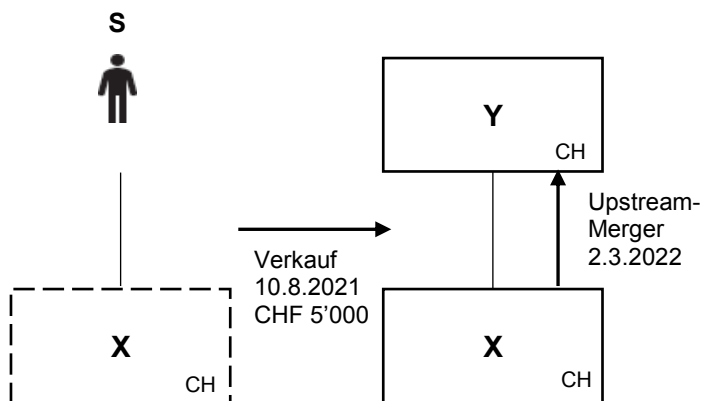 S
Y
CH
Upstream-
Merger
2.3.2022
Verkauf
10.8.2021
CHF 5'000
X
CH
X
CH